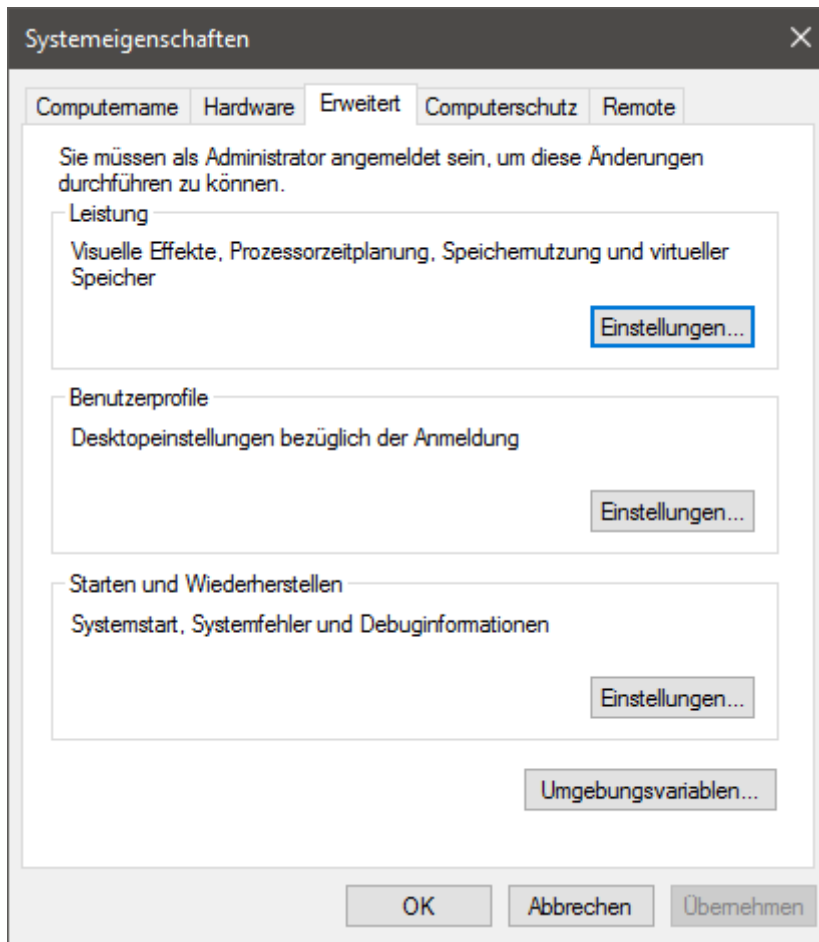 Systemeigenschaften
Computername Hardware Erweitert Computerschutz Remote
Sie müssen als Administrator angemeldet sein, um diese Änderungen
durchführen zu können.
Leistung
Visuelle Effekte, Prozessorzeitplanung, Speichernutzung und virtueller
Speicher
Einstellungen...
Benutzerprofile
Desktopeinstellungen bezüglich der Anmeldung
Einstellungen...
Starten und Wiederherstellen
Systemstart, Systemfehler und Debuginformationen
Einstellungen...
Umgebungsvariablen...
OK Abbrechen Übernehmen